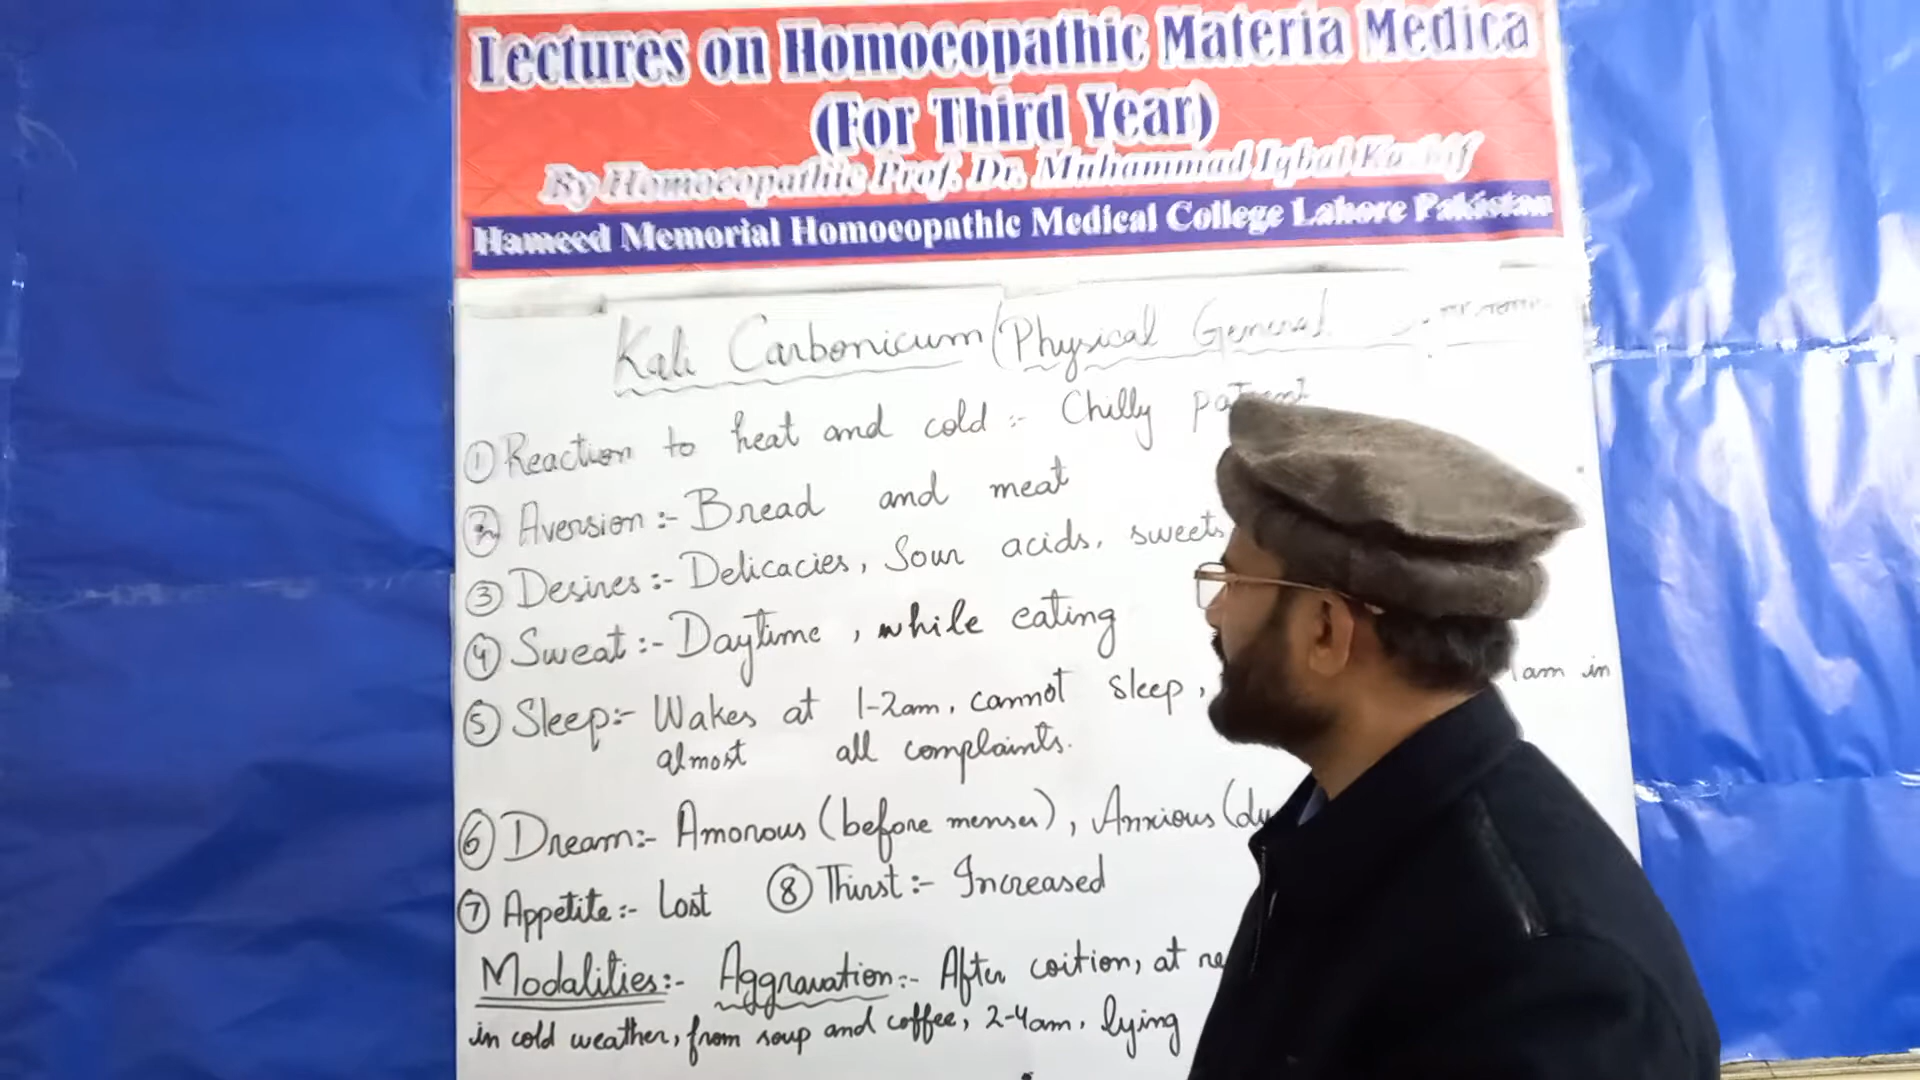 Lectures on Homoeopathic Materia Medica
(For Third Year)
By Homoeopathic Prof. Dr. Muhammad Iqbal Kashif
Hameed Memorial Homoeopathic Medical College Lahore Pakistan
Kali Carbonicum (Physical General
① Reaction to heat and cold :- Chilly patient
② Aversion :- Bread and meat
③ Desires :- Delicacies, Sour acids, sweets
④ Sweat :- Daytime, while eating
⑤ Sleep :- Wakes at 1-2am, cannot sleep, am in
almost all complaints.
⑥ Dream :- Amorous (before menses), Anxious (du
⑦ Appetite :- Lost ⑧ Thirst :- Increased
Modalities :- Aggravation :- After coition, at re
in cold weather, from soup and coffee, 2-4am, lying